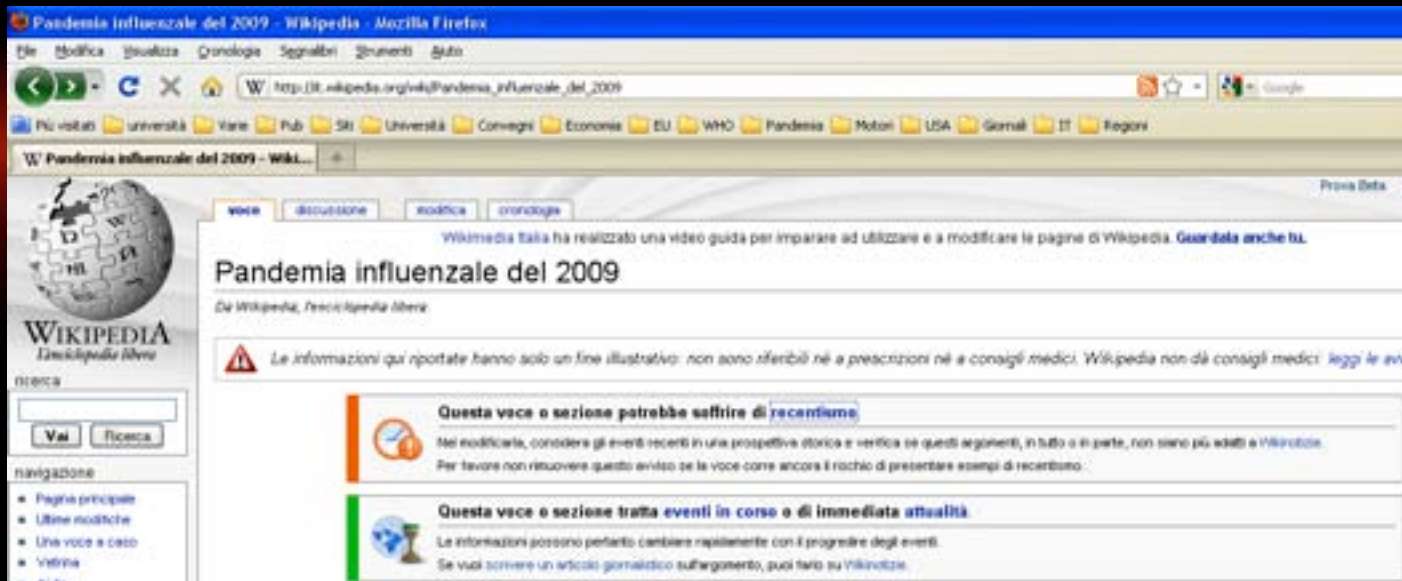 Pandemia influenzale del 2009 - Wikipedia - Mozilla Firefox
File Modifica Visualizza Cronologia Segnalibri Strumenti Aiuto
W http://it.wikipedia.org/wiki/Pandemia_influenzale_del_2009 Google
Più visitati università Varie Pub Siti Università Convegni Economia EU WHO Pandemia Motori USA Giornali IT Regioni
W Pandemia influenzale del 2009 - Wiki...
Prova Beta
voce discussione modifica cronologia
Wikimedia Italia ha realizzato una video guida per imparare ad utilizzare e a modificare le pagine di Wikipedia. Guardala anche tu.
Pandemia influenzale del 2009
Da Wikipedia, l'enciclopedia libera.
WIKIPEDIA
L'enciclopedia libera
Le informazioni qui riportate hanno solo un fine illustrativo: non sono riferibili né a prescrizioni né a consigli medici. Wikipedia non dà consigli medici: leggi le av
ricerca
Vai Ricerca
Questa voce o sezione potrebbe soffrire di recentismo
Nel modificarla, considera gli eventi recenti in una prospettiva storica e verifica se questi argomenti, in tutto o in parte, non siano più adatti a Wikinotizie.
Per favore non rimuovere questo avviso se la voce corre ancora il rischio di presentare esempi di recentismo.
navigazione
Pagina principale
Ultime modifiche
Una voce a caso
Vetrina
Questa voce o sezione tratta eventi in corso o di immediata attualità.
Le informazioni possono pertanto cambiare rapidamente con il progredire degli eventi.
Se vuoi scrivere un articolo giornalistico sull'argomento, puoi farlo su Wikinotizie.